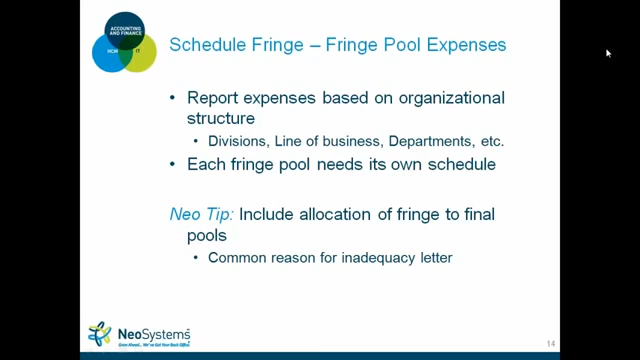 ACCOUNTING
AND FINANCE
HCM
IT
Schedule Fringe – Fringe Pool Expenses
• Report expenses based on organizational
structure
• Divisions, Line of business, Departments, etc.
• Each fringe pool needs its own schedule
Neo Tip: Include allocation of fringe to final
pools
• Common reason for inadequacy letter
NeoSystems
Grow Ahead... We've Got Your Back Office.
14